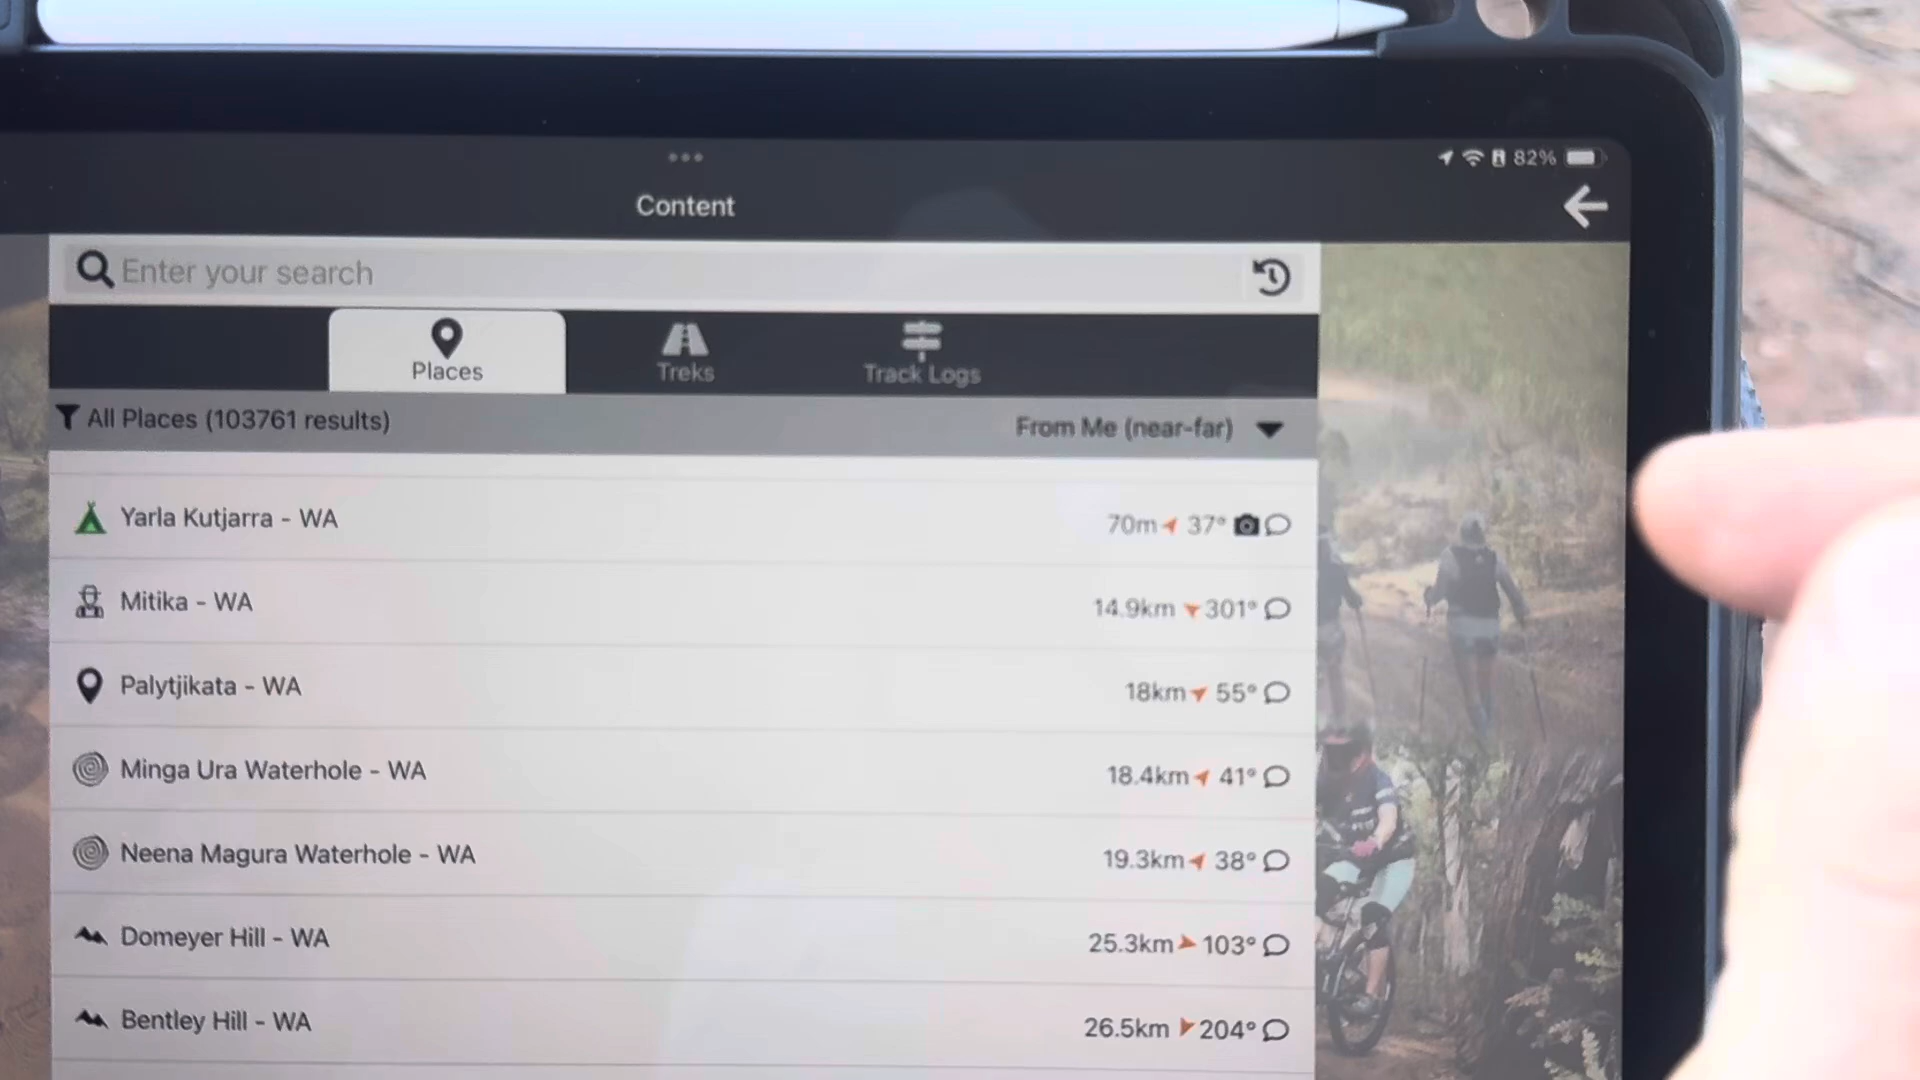 82%
Content
Enter your search
Places
Treks
Track Logs
All Places (103761 results)
From Me (near-far)
Yarla Kutjarra - WA 70m 37°
Mitika - WA 14.9km 301°
Palytjikata - WA 18km 55°
Minga Ura Waterhole - WA 18.4km 41°
Neena Magura Waterhole - WA 19.3km 38°
Domeyer Hill - WA 25.3km 103°
Bentley Hill - WA 26.5km 204°